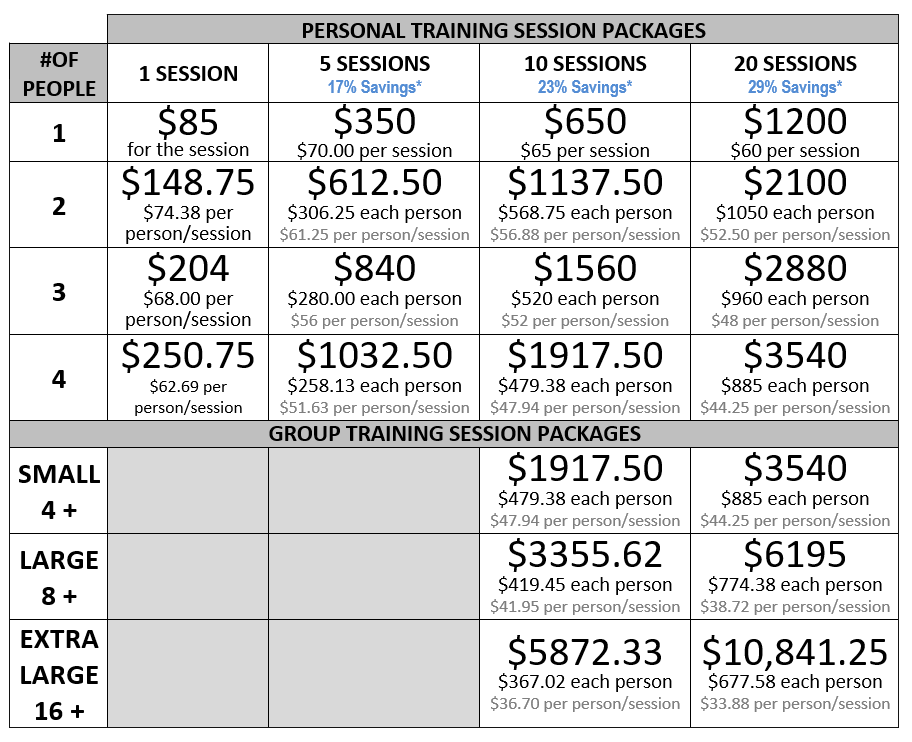 PERSONAL TRAINING SESSION PACKAGES
#OF PEOPLE
1 SESSION
5 SESSIONS
17% Savings*
10 SESSIONS
23% Savings*
20 SESSIONS
29% Savings*
1
$85
for the session
$350
$70.00 per session
$650
$65 per session
$1200
$60 per session
2
$148.75
$74.38 per
person/session
$612.50
$306.25 each person
$61.25 per person/session
$1137.50
$568.75 each person
$56.88 per person/session
$2100
$1050 each person
$52.50 per person/session
3
$204
$68.00 per
person/session
$840
$280.00 each person
$56 per person/session
$1560
$520 each person
$52 per person/session
$2880
$960 each person
$48 per person/session
4
$250.75
$62.69 per
person/session
$1032.50
$258.13 each person
$51.63 per person/session
$1917.50
$479.38 each person
$47.94 per person/session
$3540
$885 each person
$44.25 per person/session
GROUP TRAINING SESSION PACKAGES
SMALL
4 +
$1917.50
$479.38 each person
$47.94 per person/session
$3540
$885 each person
$44.25 per person/session
LARGE
8 +
$3355.62
$419.45 each person
$41.95 per person/session
$6195
$774.38 each person
$38.72 per person/session
EXTRA
LARGE
16 +
$5872.33
$367.02 each person
$36.70 per person/session
$10,841.25
$677.58 each person
$33.88 per person/session